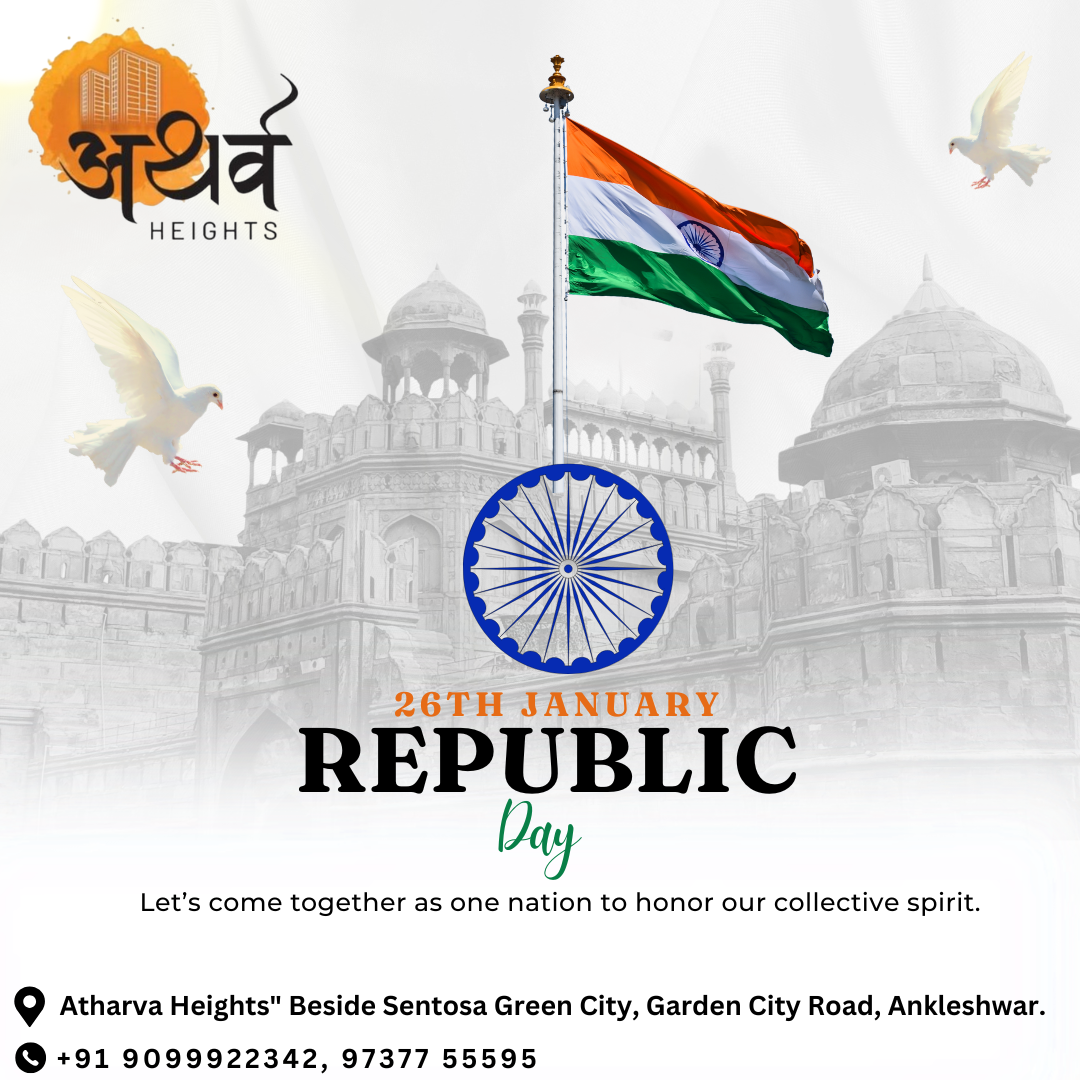 अथर्व
HEIGHTS
26TH JANUARY
REPUBLIC
Day
Let’s come together as one nation to honor our collective spirit.
Atharva Heights" Beside Sentosa Green City, Garden City Road, Ankleshwar.
+91 9099922342, 97377 55595